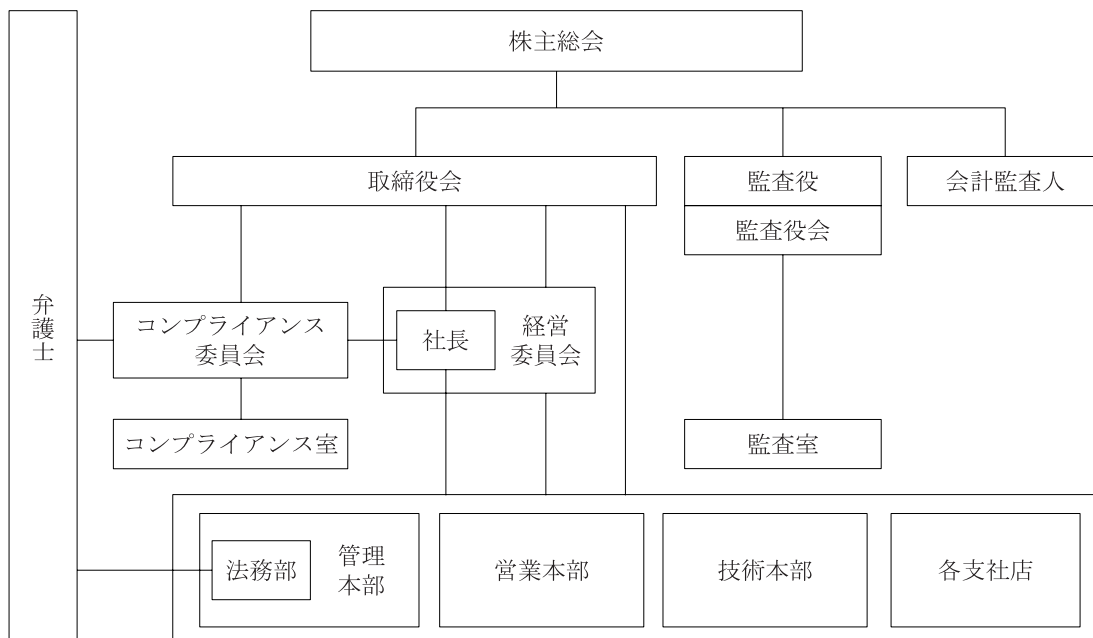 株主総会
取締役会
監査役
会計監査人
監査役会
弁護士
コンプライアンス
委員会
社長
経営
委員会
コンプライアンス室
監査室
法務部
管理
本部
営業本部
技術本部
各支社店